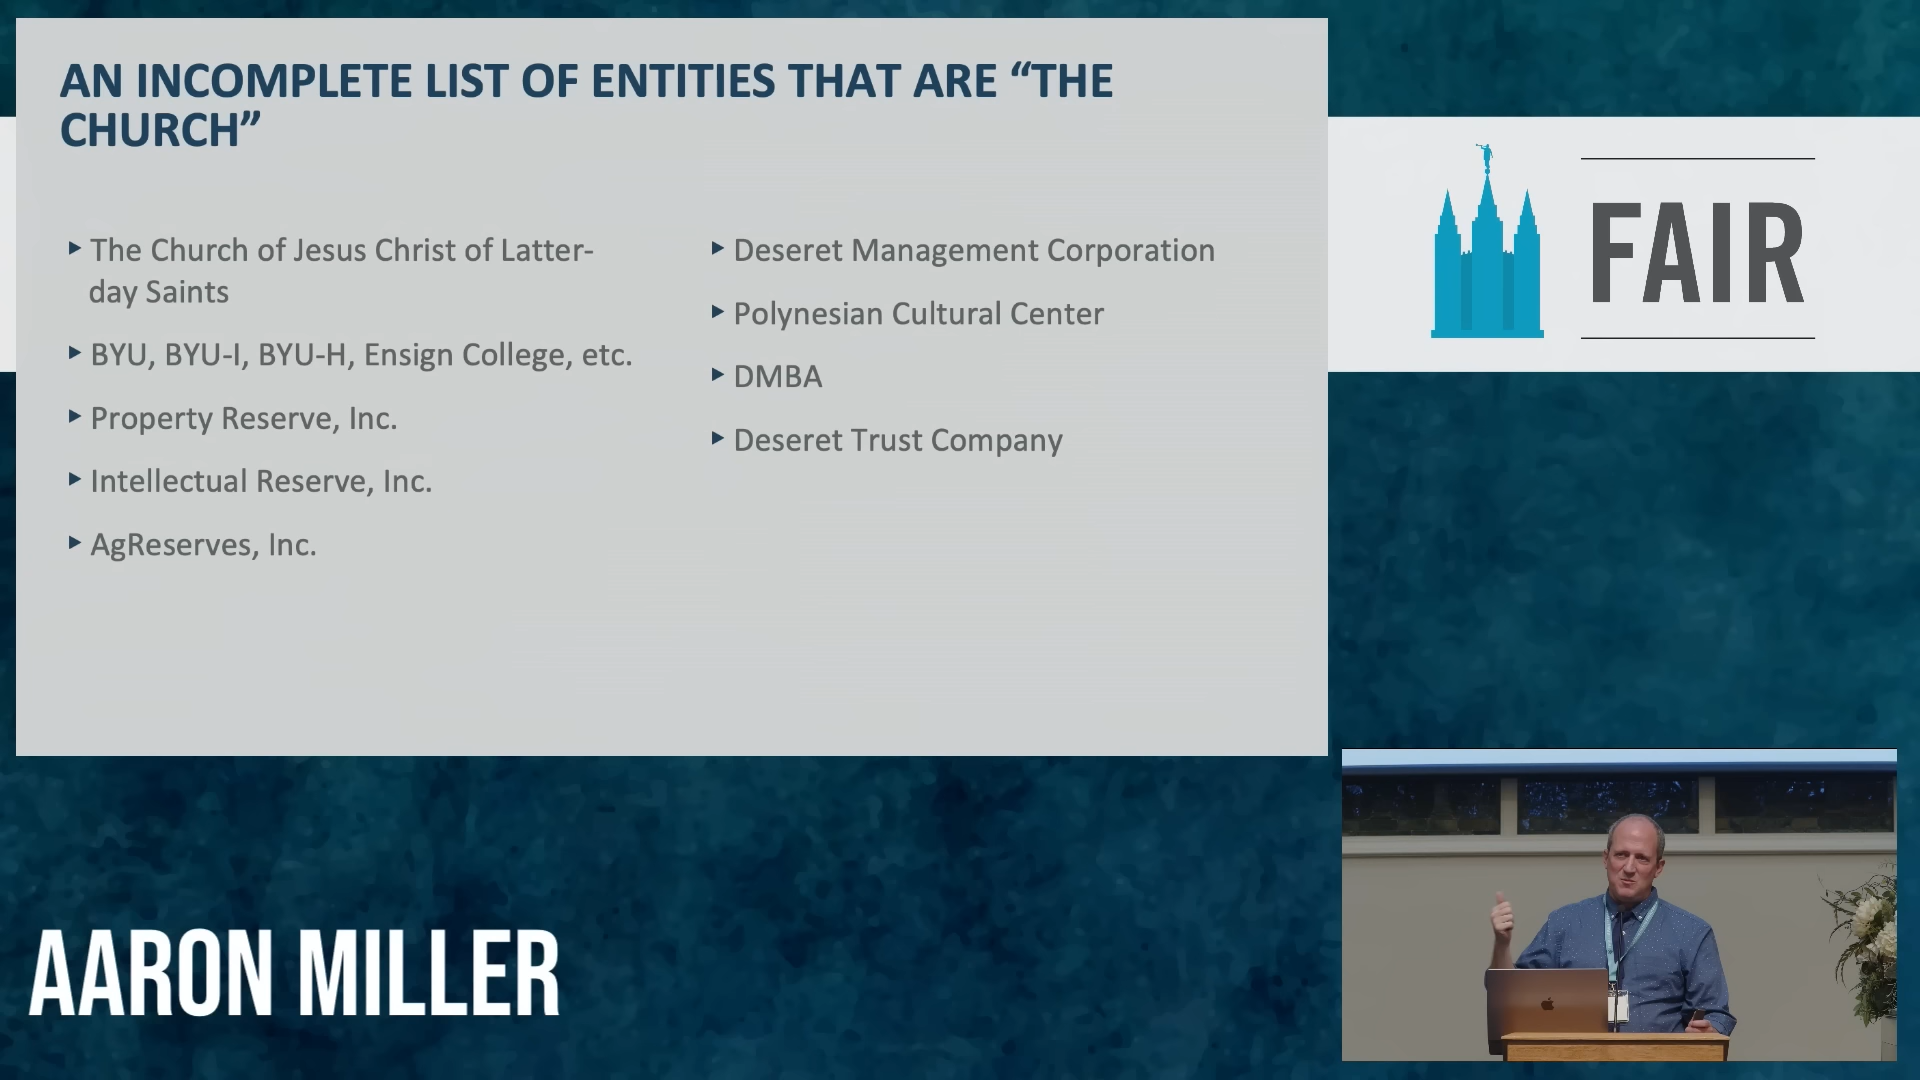 AN INCOMPLETE LIST OF ENTITIES THAT ARE “THE
CHURCH”
The Church of Jesus Christ of Latter-
day Saints
BYU, BYU-I, BYU-H, Ensign College, etc.
Property Reserve, Inc.
Intellectual Reserve, Inc.
AgReserves, Inc.
Deseret Management Corporation
Polynesian Cultural Center
DMBA
Deseret Trust Company
FAIR
AARON MILLER